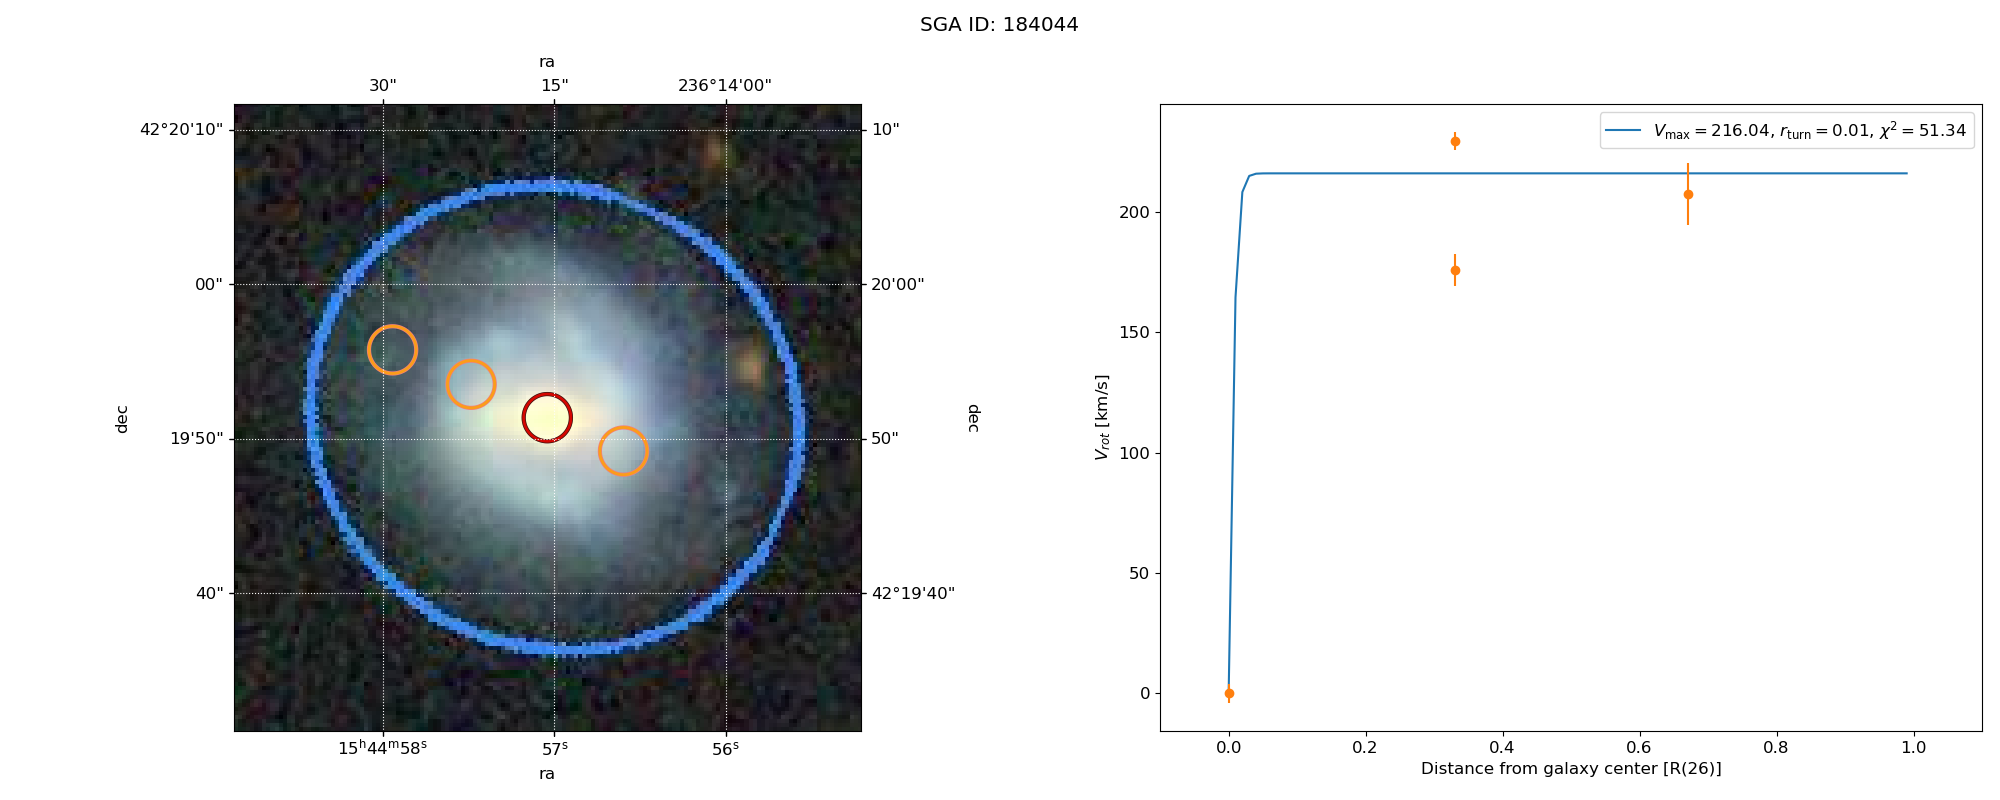 SGA ID: 184044
ra
30" 15" 236°14'00"
42°20'10" 10"
00" 20'00"
dec dec
19'50" 50"
40" 42°19'40"
15ʰ44ᵐ58ˢ 57ˢ 56ˢ
ra
V_max = 216.04, r_turn = 0.01, χ² = 51.34
200
150
100
50
0
V_rot [km/s]
0.0 0.2 0.4 0.6 0.8 1.0
Distance from galaxy center [R(26)]